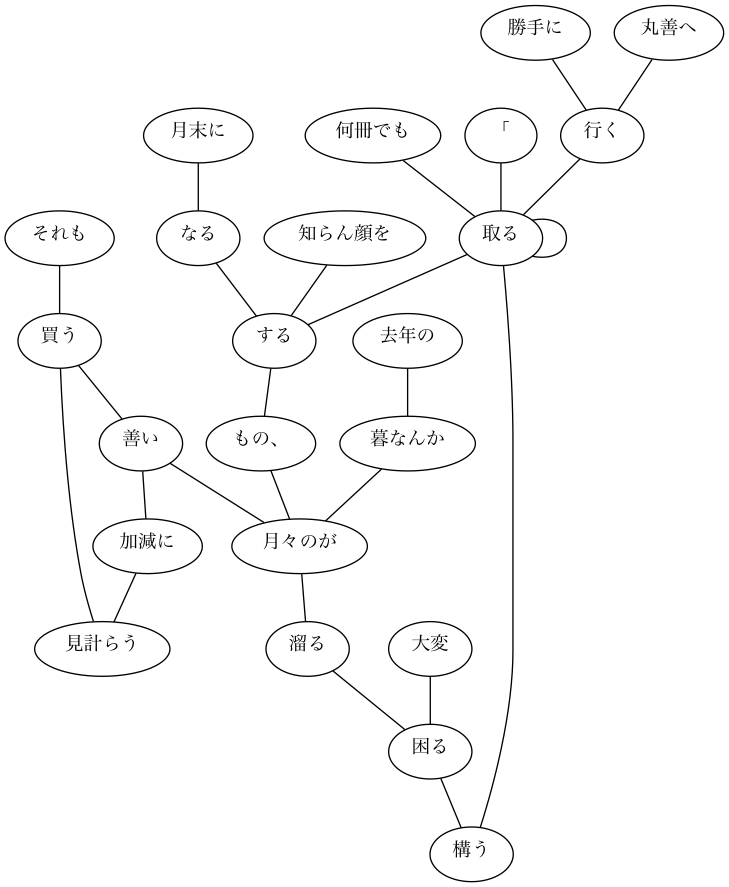 勝手に
丸善へ
月末に
何冊でも
「
行く
それも
なる
知らん顔を
取る
買う
する
去年の
善い
もの、
暮なんか
加減に
月々のが
見計らう
溜る
大変
困る
構う